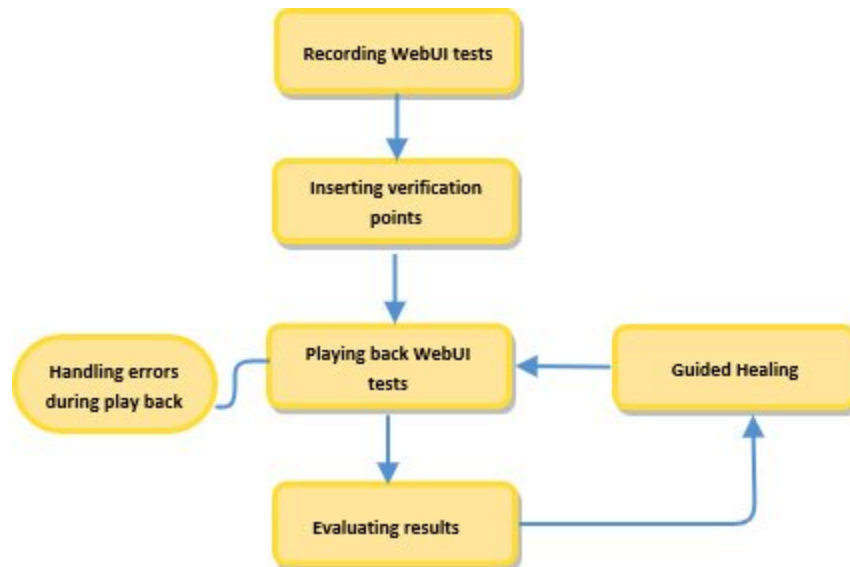 Recording WebUI tests
Inserting verification
points
Playing back WebUI
tests
Handling errors
during play back
Guided Healing
Evaluating results